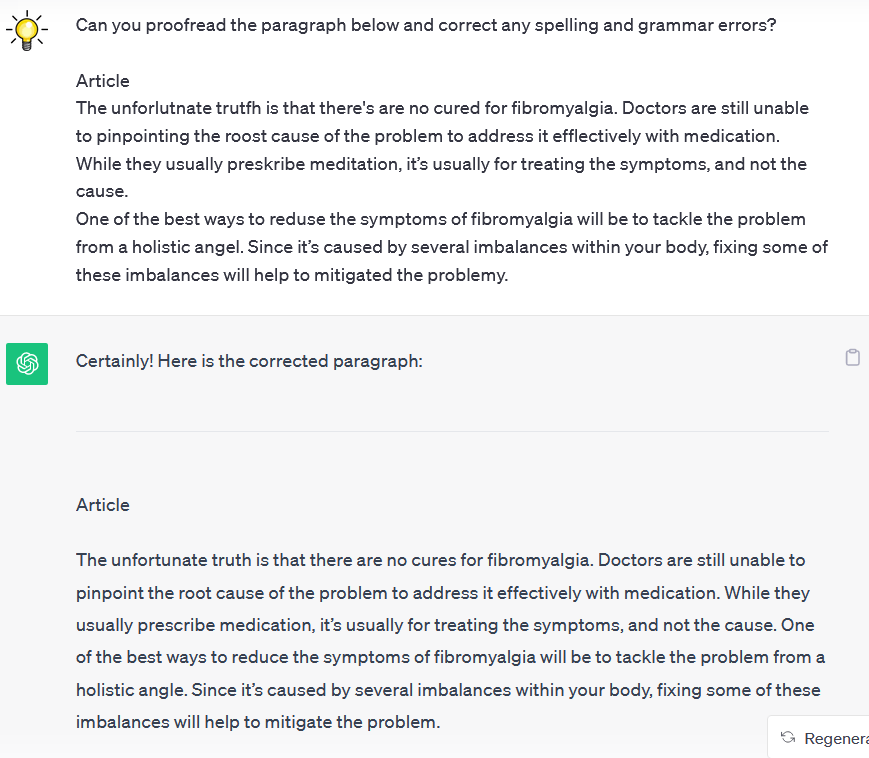 Can you proofread the paragraph below and correct any spelling and grammar errors?
Article
The unforlutnate trutfh is that there's are no cured for fibromyalgia. Doctors are still unable
to pinpointing the roost cause of the problem to address it efflectively with medication.
While they usually preskribe meditation, it’s usually for treating the symptoms, and not the
cause.
One of the best ways to reduse the symptoms of fibromyalgia will be to tackle the problem
from a holistic angel. Since it’s caused by several imbalances within your body, fixing some of
these imbalances will help to mitigated the problemy.
Certainly! Here is the corrected paragraph:
Article
The unfortunate truth is that there are no cures for fibromyalgia. Doctors are still unable to
pinpoint the root cause of the problem to address it effectively with medication. While they
usually prescribe medication, it’s usually for treating the symptoms, and not the cause. One
of the best ways to reduce the symptoms of fibromyalgia will be to tackle the problem from a
holistic angle. Since it’s caused by several imbalances within your body, fixing some of these
imbalances will help to mitigate the problem.
Regenera